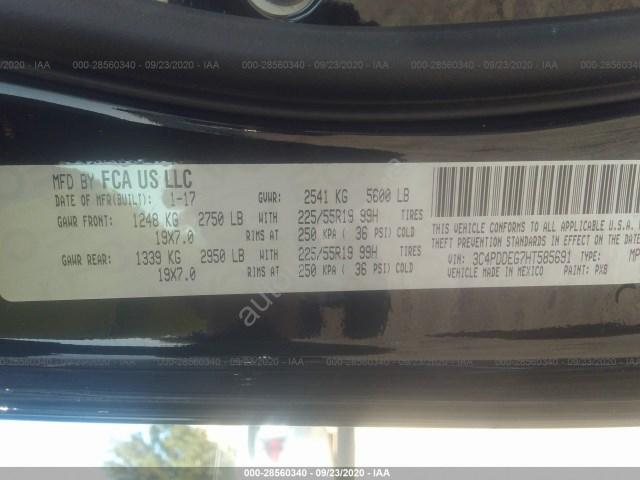 000-28560340 - 09/23/2020 - IAA
MFD BY FCA US LLC
DATE OF MFR(BUILT): 1-17 GVWR: 2541 KG 5600 LB
GAWR FRONT: 1248 KG 2750 LB WITH 225/55R19 99H TIRES
19X7.0 RIMS AT 250 KPA ( 36 PSI) COLD
GAWR REAR: 1339 KG 2950 LB WITH 225/55R19 99H TIRES
19X7.0 RIMS AT 250 KPA ( 36 PSI) COLD
THIS VEHICLE CONFORMS TO ALL APPLICABLE U.S.A.
THEFT PREVENTION STANDARDS IN EFFECT ON THE
VIN: 3C4PDDEG7HT585691 TYPE: MP
VEHICLE MADE IN MEXICO PAINT: PXB
000-28560340 - 09/23/2020 - IAA